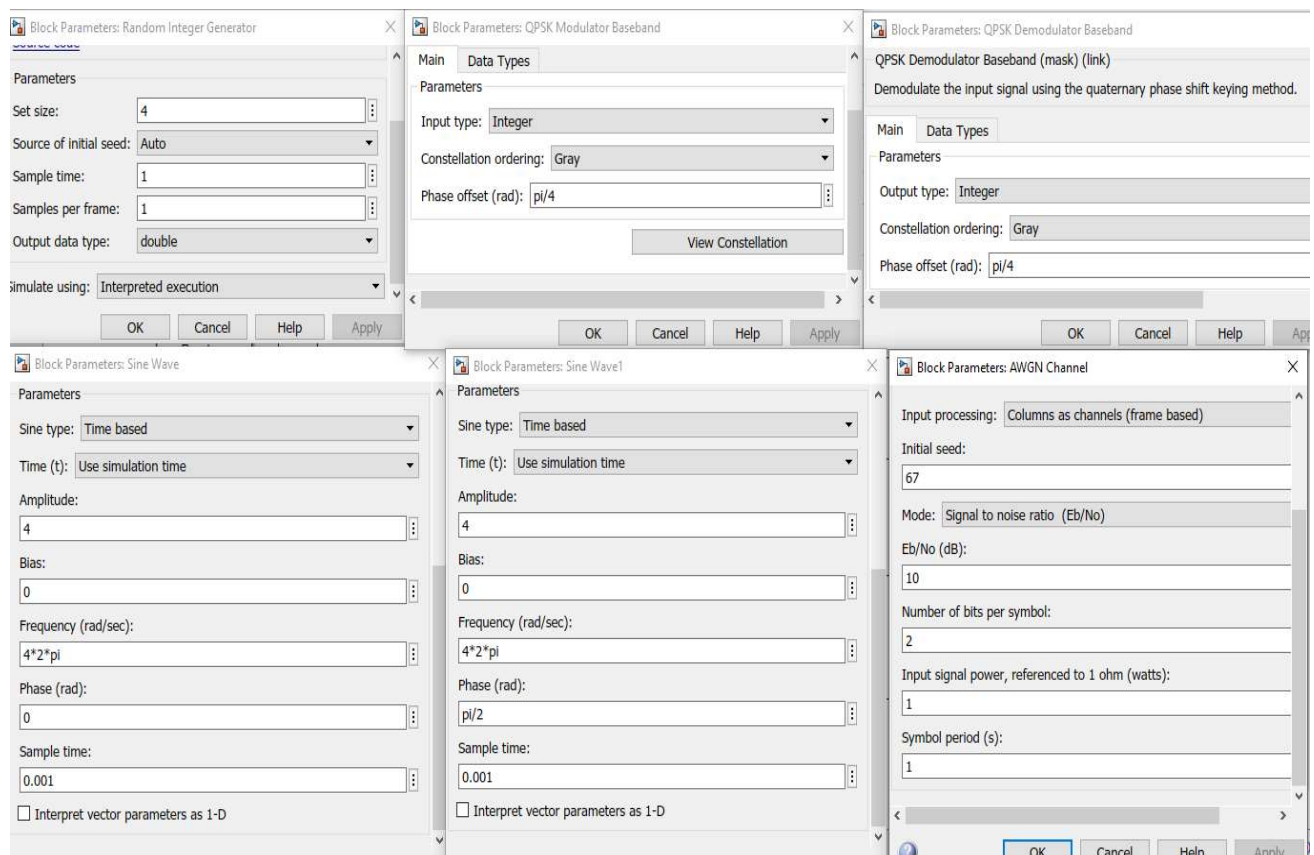 Block Parameters: Random Integer Generator
Source code
Parameters
Set size: 4
Source of initial seed: Auto
Sample time: 1
Samples per frame: 1
Output data type: double
Simulate using: Interpreted execution
OK Cancel Help Apply
Block Parameters: QPSK Modulator Baseband
Main Data Types
Parameters
Input type: Integer
Constellation ordering: Gray
Phase offset (rad): pi/4
View Constellation
OK Cancel Help Apply
Block Parameters: QPSK Demodulator Baseband
QPSK Demodulator Baseband (mask) (link)
Demodulate the input signal using the quaternary phase shift keying method.
Main Data Types
Parameters
Output type: Integer
Constellation ordering: Gray
Phase offset (rad): pi/4
OK Cancel Help App
Block Parameters: Sine Wave
Parameters
Sine type: Time based
Time (t): Use simulation time
Amplitude:
4
Bias:
0
Frequency (rad/sec):
4*2*pi
Phase (rad):
0
Sample time:
0.001
Interpret vector parameters as 1-D
Block Parameters: Sine Wave1
Parameters
Sine type: Time based
Time (t): Use simulation time
Amplitude:
4
Bias:
0
Frequency (rad/sec):
4*2*pi
Phase (rad):
pi/2
Sample time:
0.001
Interpret vector parameters as 1-D
Block Parameters: AWGN Channel
Input processing: Columns as channels (frame based)
Initial seed:
67
Mode: Signal to noise ratio (Eb/No)
Eb/No (dB):
10
Number of bits per symbol:
2
Input signal power, referenced to 1 ohm (watts):
1
Symbol period (s):
1
OK Cancel Help Apply